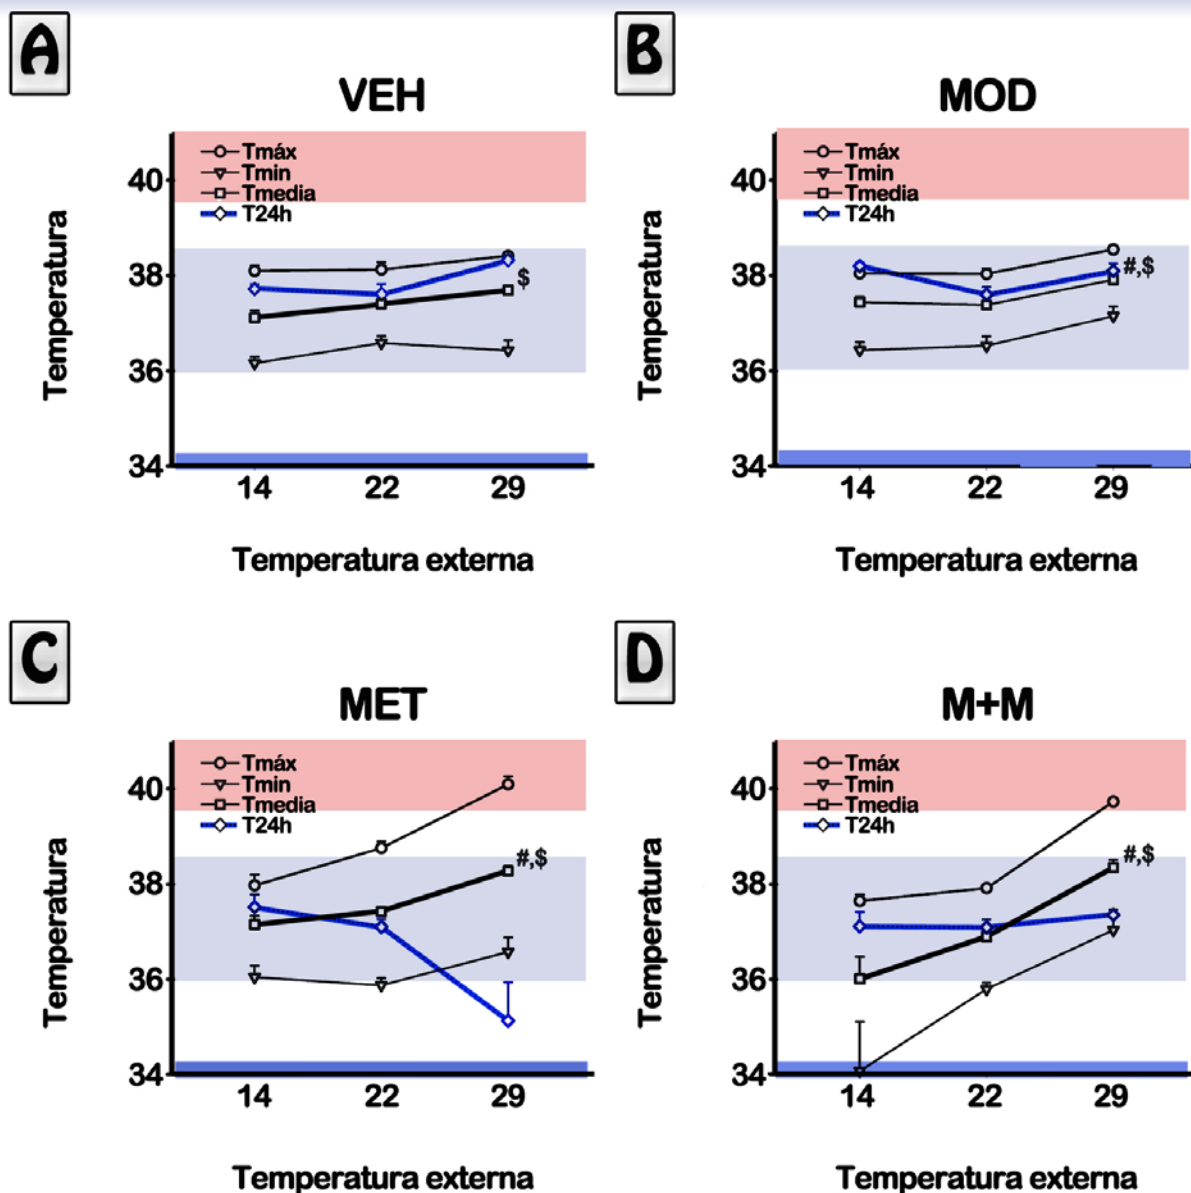 A
VEH
Tmáx
Tmin
Tmedia
T24h
40
38
36
34
$
14 22 29
Temperatura
Temperatura externa
B
MOD
Tmáx
Tmin
Tmedia
T24h
40
38
36
34
#,$
14 22 29
Temperatura
Temperatura externa
C
MET
Tmáx
Tmin
Tmedia
T24h
40
38
36
34
#,$
14 22 29
Temperatura
Temperatura externa
D
M+M
Tmáx
Tmin
Tmedia
T24h
40
38
36
34
#,$
14 22 29
Temperatura
Temperatura externa